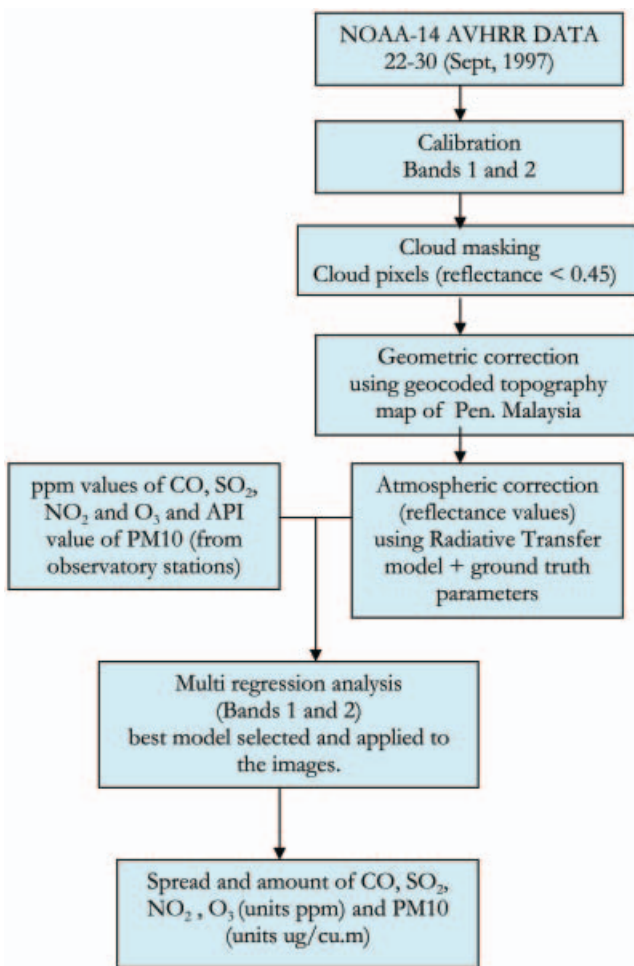 NOAA-14 AVHRR DATA
22-30 (Sept, 1997)
Calibration
Bands 1 and 2
Cloud masking
Cloud pixels (reflectance < 0.45)
Geometric correction
using geocoded topography
map of Pen. Malaysia
ppm values of CO, SO₂,
NO₂ and O₃ and API
value of PM10 (from
observatory stations)
Atmospheric correction
(reflectance values)
using Radiative Transfer
model + ground truth
parameters
Multi regression analysis
(Bands 1 and 2)
best model selected and applied to
the images.
Spread and amount of CO, SO₂,
NO₂ , O₃ (units ppm) and PM10
(units ug/cu.m)